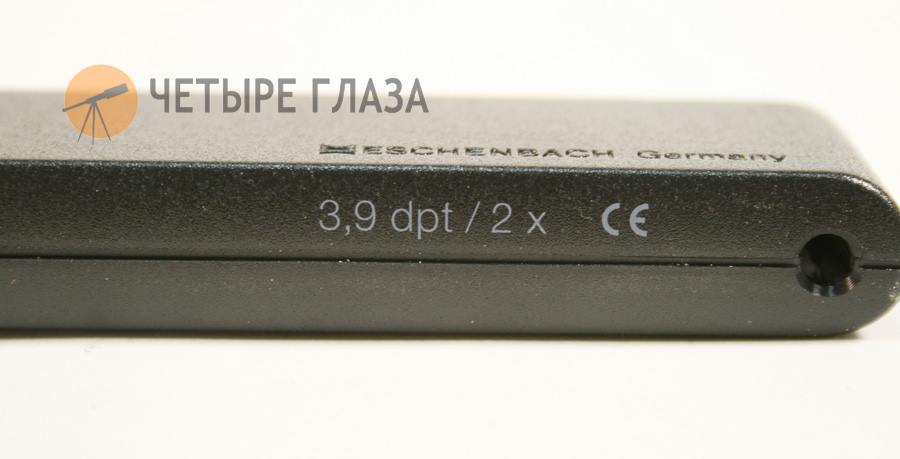 ЧЕТЫРЕ ГЛАЗА
ESCHENBACH Germany
3,9 dpt / 2 x CE